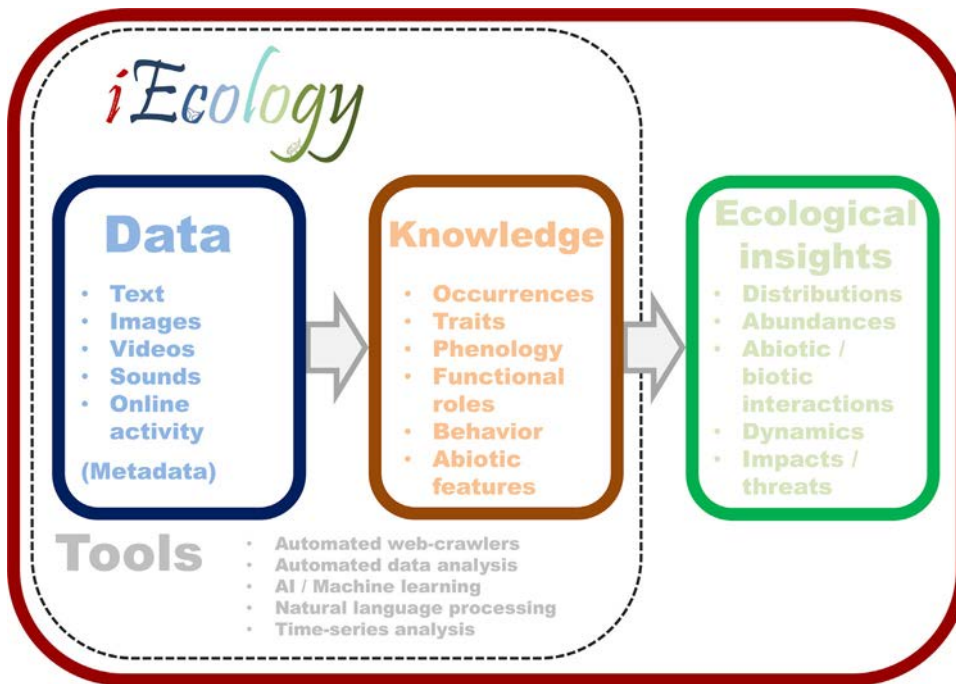 iEcology
Data
• Text
• Images
• Videos
• Sounds
• Online
activity
(Metadata)
Knowledge
• Occurrences
• Traits
• Phenology
• Functional
roles
• Behavior
• Abiotic
features
Ecological
insights
• Distributions
• Abundances
• Abiotic /
biotic
interactions
• Dynamics
• Impacts /
threats
Tools
• Automated web-crawlers
• Automated data analysis
• AI / Machine learning
• Natural language processing
• Time-series analysis